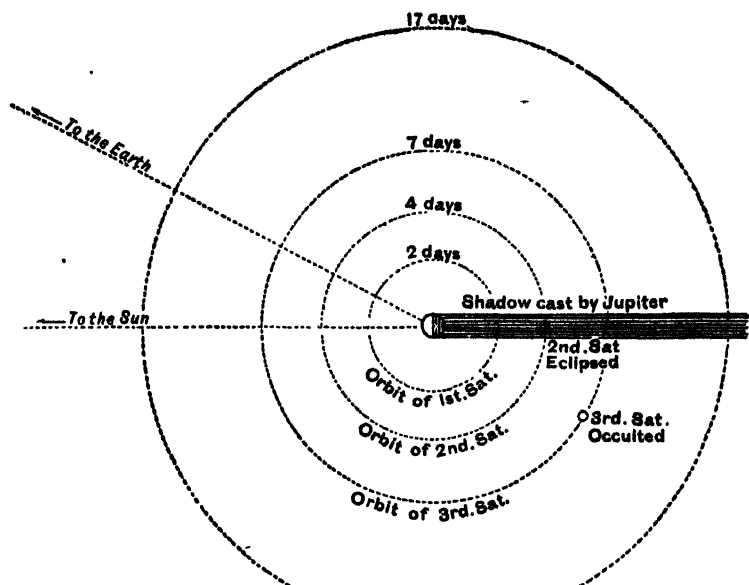 17 days
To the Earth
7 days
4 days
2 days
Shadow cast by Jupiter
To the Sun
2nd. Sat
Eclipsed
Orbit of 1st. Sat.
3rd. Sat.
Occulted
Orbit of 2nd. Sat.
Orbit of 3rd. Sat.